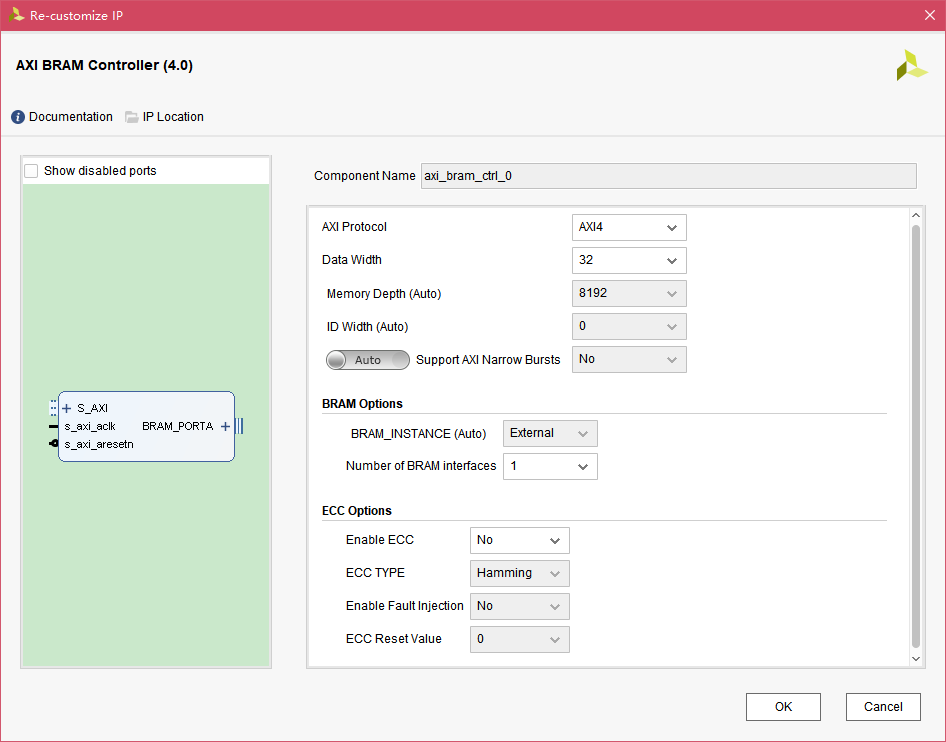 Re-customize IP
AXI BRAM Controller (4.0)
Documentation IP Location
Show disabled ports
S_AXI
s_axi_aclk BRAM_PORTA
s_axi_aresetn
Component Name axi_bram_ctrl_0
AXI Protocol AXI4
Data Width 32
Memory Depth (Auto) 8192
ID Width (Auto) 0
Auto Support AXI Narrow Bursts No
BRAM Options
BRAM_INSTANCE (Auto) External
Number of BRAM interfaces 1
ECC Options
Enable ECC No
ECC TYPE Hamming
Enable Fault Injection No
ECC Reset Value 0
OK Cancel